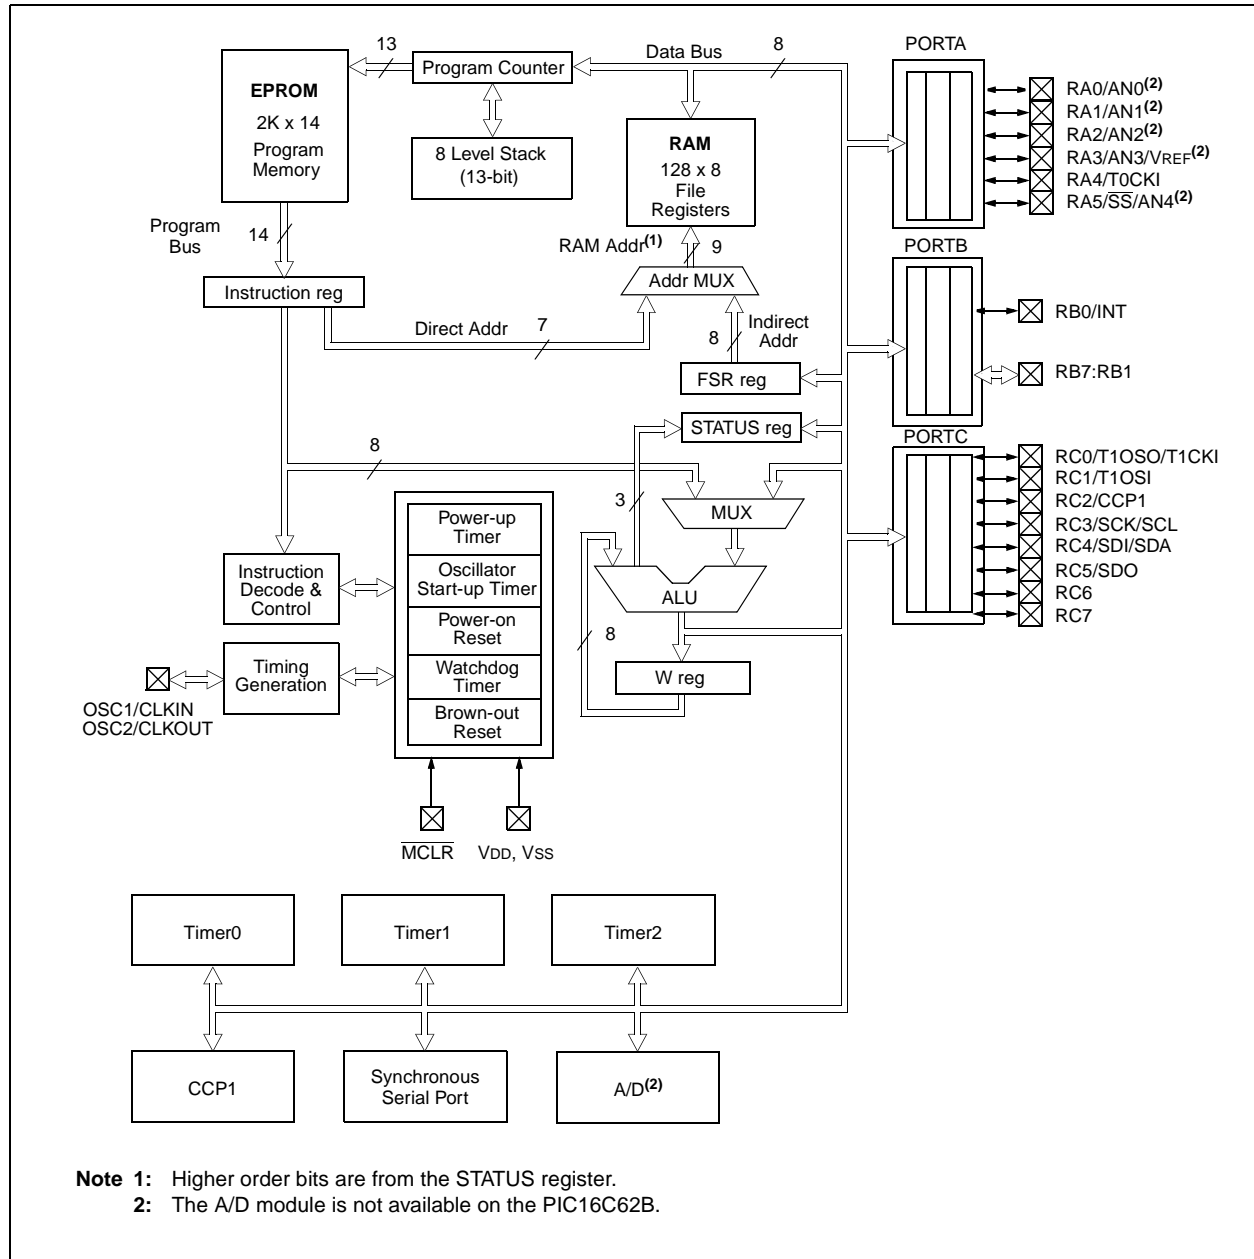 EPROM
2K x 14
Program
Memory
13
Program Counter
Data Bus
8
8 Level Stack
(13-bit)
RAM
128 x 8
File
Registers
Program
Bus
14
RAM Addr(1)
9
Addr MUX
Instruction reg
Direct Addr
7
8
Indirect
Addr
FSR reg
STATUS reg
8
3
MUX
ALU
8
W reg
Power-up
Timer
Oscillator
Start-up Timer
Power-on
Reset
Watchdog
Timer
Brown-out
Reset
Instruction
Decode &
Control
Timing
Generation
OSC1/CLKIN
OSC2/CLKOUT
MCLR
VDD, VSS
PORTA
RA0/AN0(2)
RA1/AN1(2)
RA2/AN2(2)
RA3/AN3/VREF(2)
RA4/T0CKI
RA5/SS/AN4(2)
PORTB
RB0/INT
RB7:RB1
PORTC
RC0/T1OSO/T1CKI
RC1/T1OSI
RC2/CCP1
RC3/SCK/SCL
RC4/SDI/SDA
RC5/SDO
RC6
RC7
Timer0
Timer1
Timer2
CCP1
Synchronous
Serial Port
A/D(2)
Note 1: Higher order bits are from the STATUS register.
2: The A/D module is not available on the PIC16C62B.